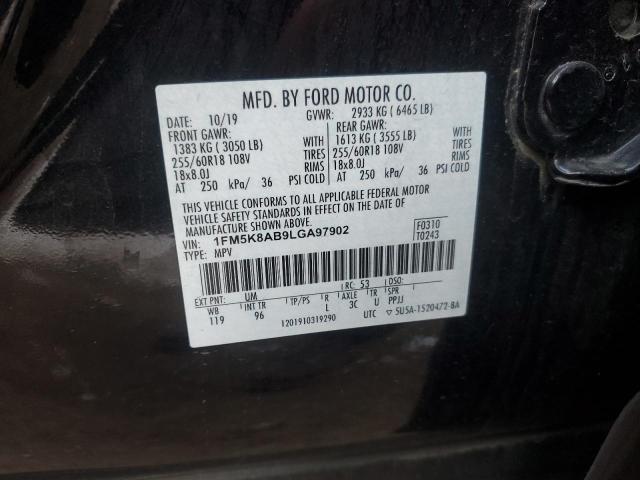 MFD. BY FORD MOTOR CO.
DATE: 10/19 GVWR: 2933 KG ( 6465 LB)
FRONT GAWR: REAR GAWR:
1383 KG ( 3050 LB) WITH 1613 KG ( 3555 LB) WITH
255/60R18 108V TIRES 255/60R18 108V TIRES
18x8.0J RIMS 18x8.0J RIMS
AT 250 kPa/ 36 PSI COLD AT 250 kPa/ 36 PSI COLD
THIS VEHICLE CONFORMS TO ALL APPLICABLE FEDERAL MOTOR
VEHICLE SAFETY STANDARDS IN EFFECT ON THE DATE OF
MANUFACTURE SHOWN ABOVE.
VIN: 1FM5K8AB9LGA97902 F0310
TYPE: MPV T0243
EXT PNT: UM RC: 53 DSO:
WB INT TR TP/PS R AXLE TR SPR
119 96 L 3C U PPJJ
1201910319290 UTC ▽ 5U5A-1520472-BA